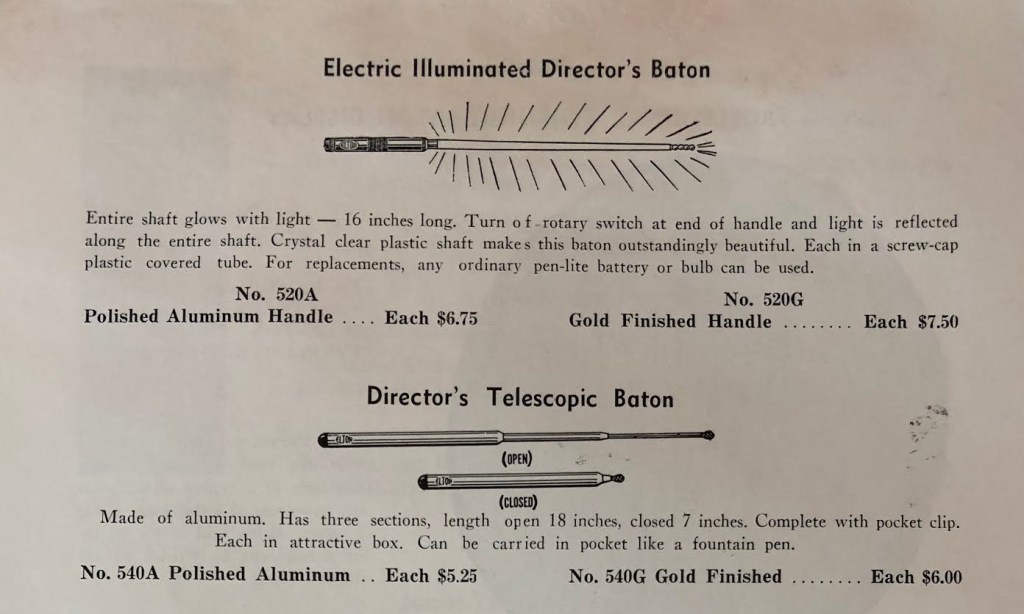 Electric Illuminated Director's Baton
Entire shaft glows with light — 16 inches long. Turn of rotary switch at end of handle and light is reflected
along the entire shaft. Crystal clear plastic shaft makes this baton outstandingly beautiful. Each in a screw-cap
plastic covered tube. For replacements, any ordinary pen-lite battery or bulb can be used.
No. 520A
Polished Aluminum Handle .... Each $6.75
No. 520G
Gold Finished Handle ........ Each $7.50
Director's Telescopic Baton
ELTON
(OPEN)
ELTON
(CLOSED)
Made of aluminum. Has three sections, length open 18 inches, closed 7 inches. Complete with pocket clip.
Each in attractive box. Can be carried in pocket like a fountain pen.
No. 540A Polished Aluminum .. Each $5.25
No. 540G Gold Finished ........ Each $6.00